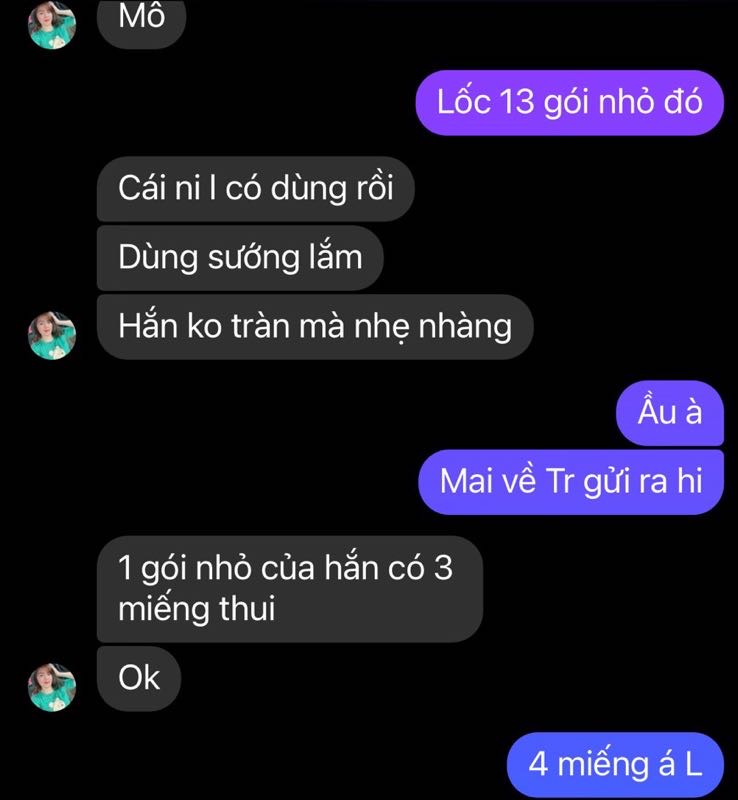 Mô
Lốc 13 gói nhỏ đó
Cái ni l có dùng rồi
Dùng sướng lắm
Hắn ko tràn mà nhẹ nhàng
Ầu à
Mai về Tr gửi ra hi
1 gói nhỏ của hắn có 3
miếng thui
Ok
4 miếng á L